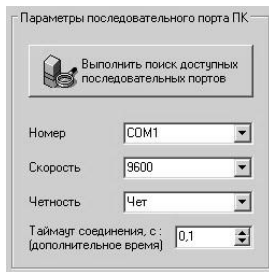 Параметры последовательного порта ПК
Выполнить поиск доступных
последовательных портов
Номер
COM1
Скорость
9600
Четность
Чет
Таймаут соединения, с :
(дополнительное время)
0,1